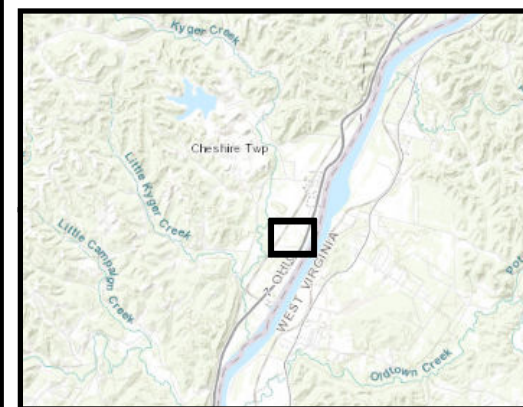 Kyger Creek
Cheshire Twp
Little Kyger Creek
Little Campaign Creek
OHIO
WEST VIRGINIA
Oldtown Creek